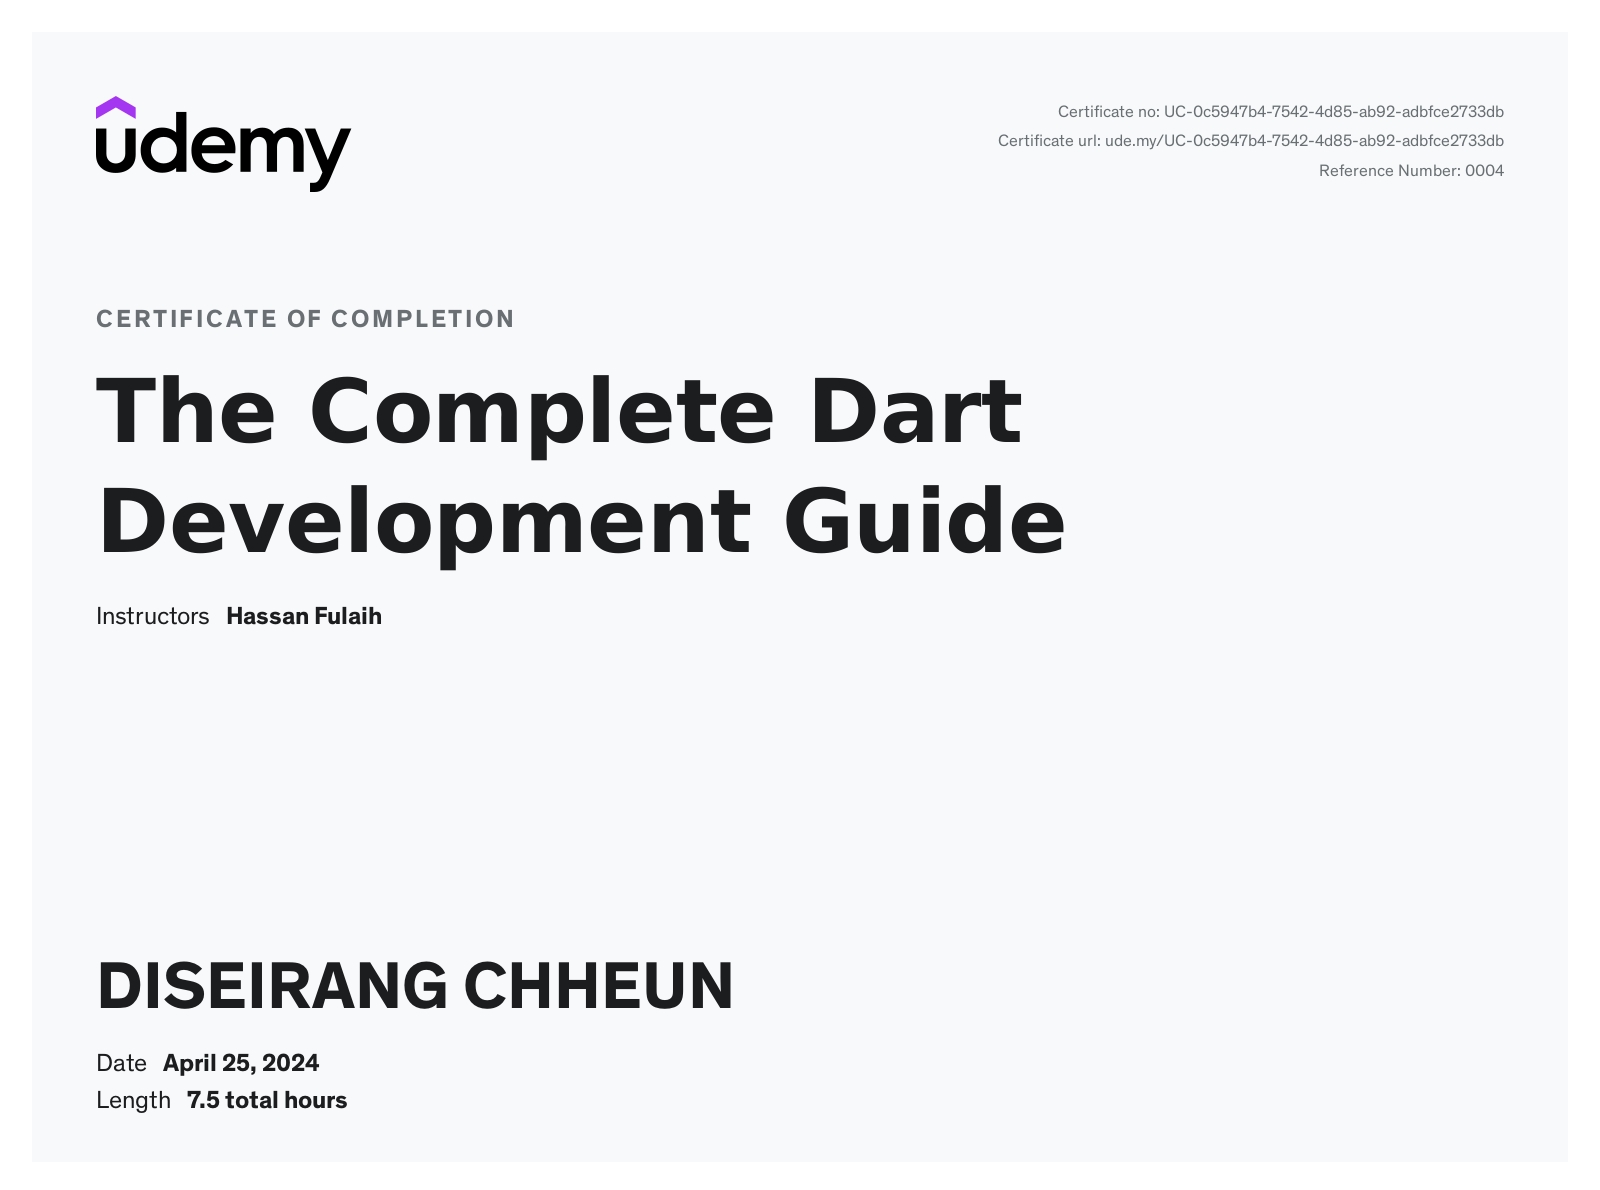 udemy
Certificate no: UC-0c5947b4-7542-4d85-ab92-adbfce2733db
Certificate url: ude.my/UC-0c5947b4-7542-4d85-ab92-adbfce2733db
Reference Number: 0004
CERTIFICATE OF COMPLETION
The Complete Dart
Development Guide
Instructors Hassan Fulaih
DISEIRANG CHHEUN
Date April 25, 2024
Length 7.5 total hours